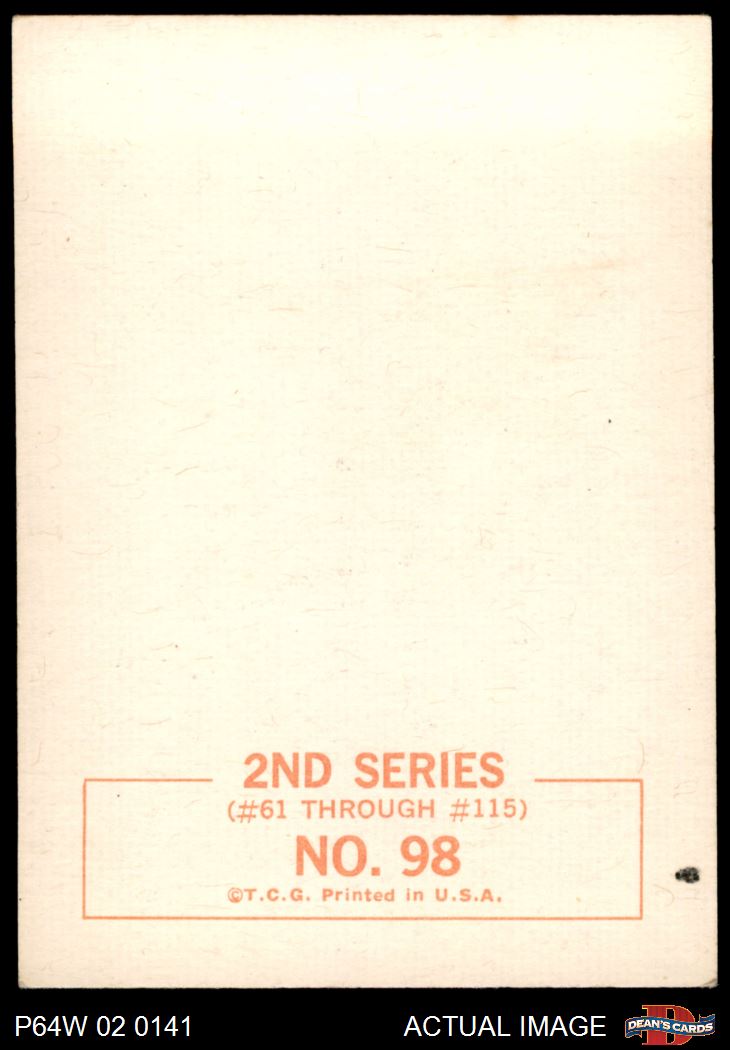 2ND SERIES
(#61 THROUGH #115)
NO. 98
©T.C.G. Printed in U.S.A.
P64W 02 0141
ACTUAL IMAGE
DEAN'S CARDS